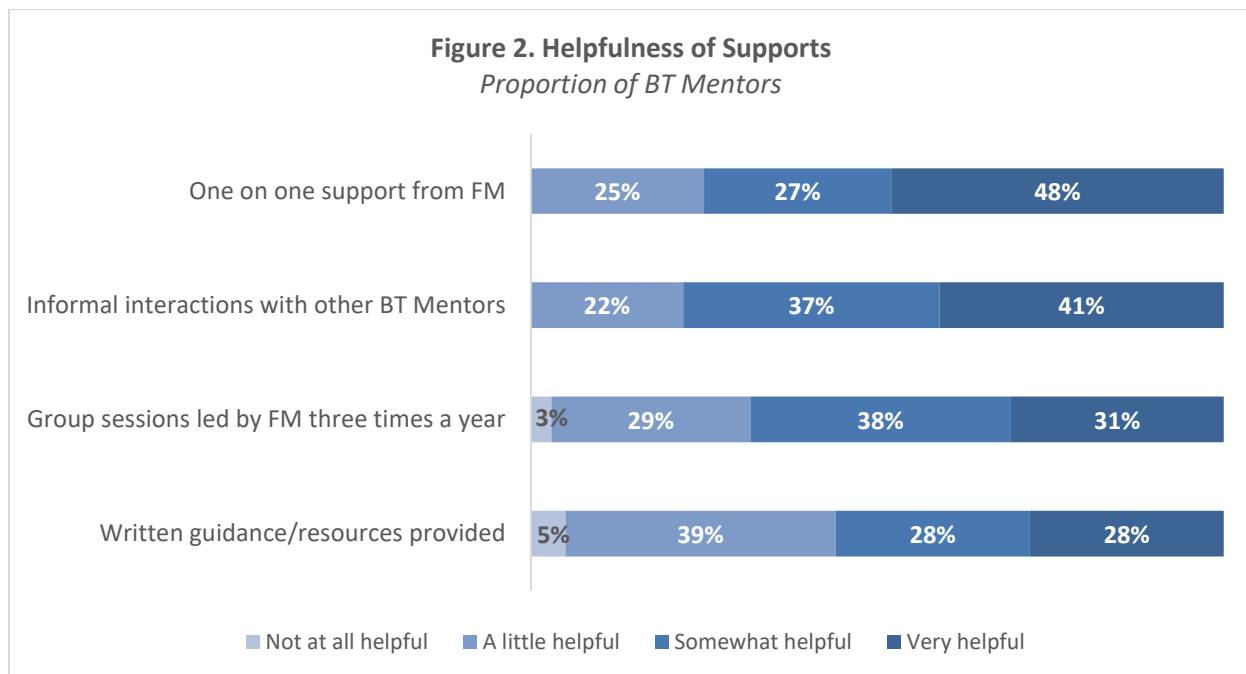 Figure 2. Helpfulness of Supports
Proportion of BT Mentors
One on one support from FM
25% 27% 48%
Informal interactions with other BT Mentors
22% 37% 41%
Group sessions led by FM three times a year
3% 29% 38% 31%
Written guidance/resources provided
5% 39% 28% 28%
Not at all helpful A little helpful Somewhat helpful Very helpful